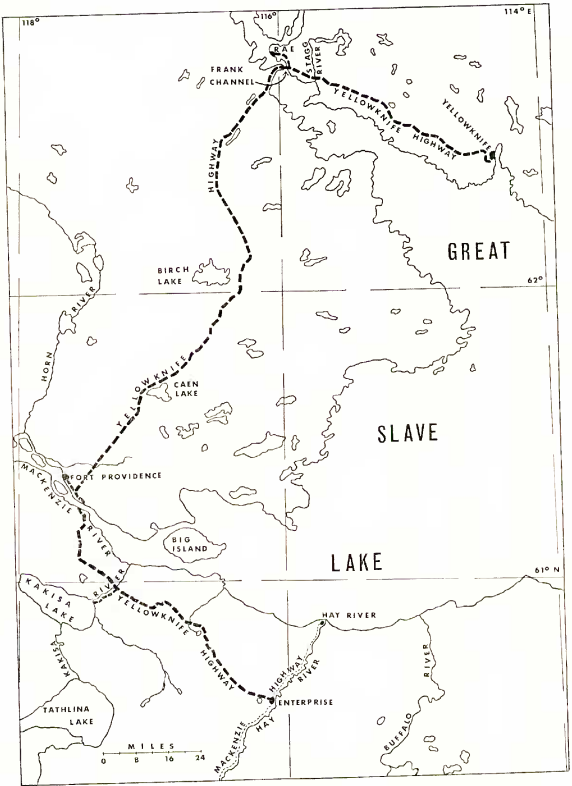 118°
116°
114° E
RAE
STAGG
RIVER
FRANK
CHANNEL
YELLOWKNIFE
YELLOWKNIFE HIGHWAY
HIGHWAY
GREAT
BIRCH
LAKE
62°
HORN RIVER
YELLOWKNIFE
CAEN
LAKE
SLAVE
FORT PROVIDENCE
MACKENZIE RIVER
BIG
ISLAND
LAKE
61° N
KAKISA
LAKE
RIVER
YELLOWKNIFE HIGHWAY
HAY RIVER
KAKISA
HIGHWAY
RIVER
ENTERPRISE
BUFFALO RIVER
TATHLINA
LAKE
MACKENZIE
HAY
MILES
0 8 16 24